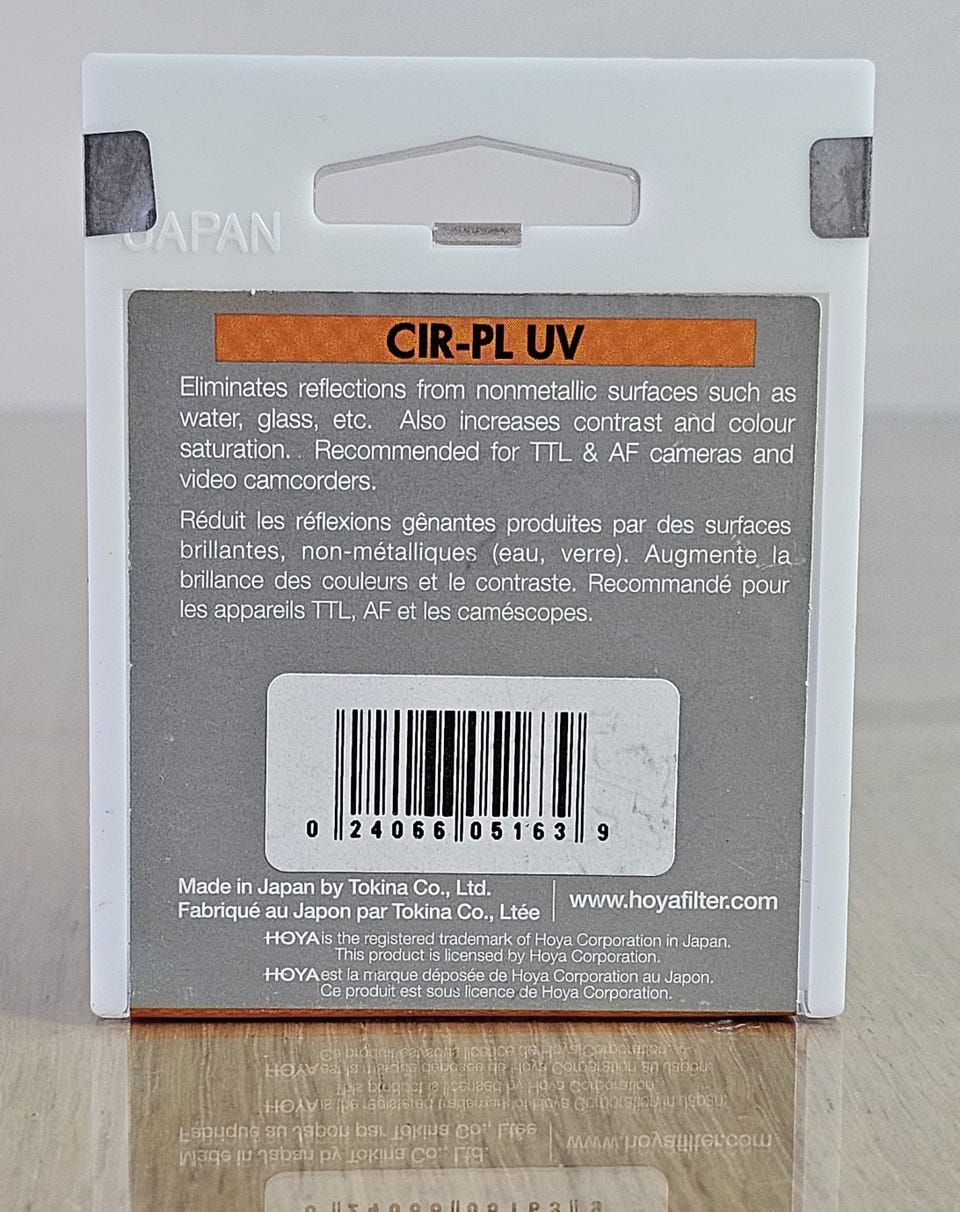 JAPAN
CIR-PL UV
Eliminates reflections from nonmetallic surfaces such as
water, glass, etc. Also increases contrast and colour
saturation. Recommended for TTL & AF cameras and
video camcorders.
Réduit les réflexions gênantes produites par des surfaces
brillantes, non-métalliques (eau, verre). Augmente la
brillance des couleurs et le contraste. Recommandé pour
les appareils TTL, AF et les caméscopes.
0 24066 05163 9
Made in Japan by Tokina Co., Ltd.
Fabriqué au Japon par Tokina Co., Ltée
www.hoyafilter.com
HOYA is the registered trademark of Hoya Corporation in Japan.
This product is licensed by Hoya Corporation.
HOYA est la marque déposée de Hoya Corporation au Japon.
Ce produit est sous licence de Hoya Corporation.